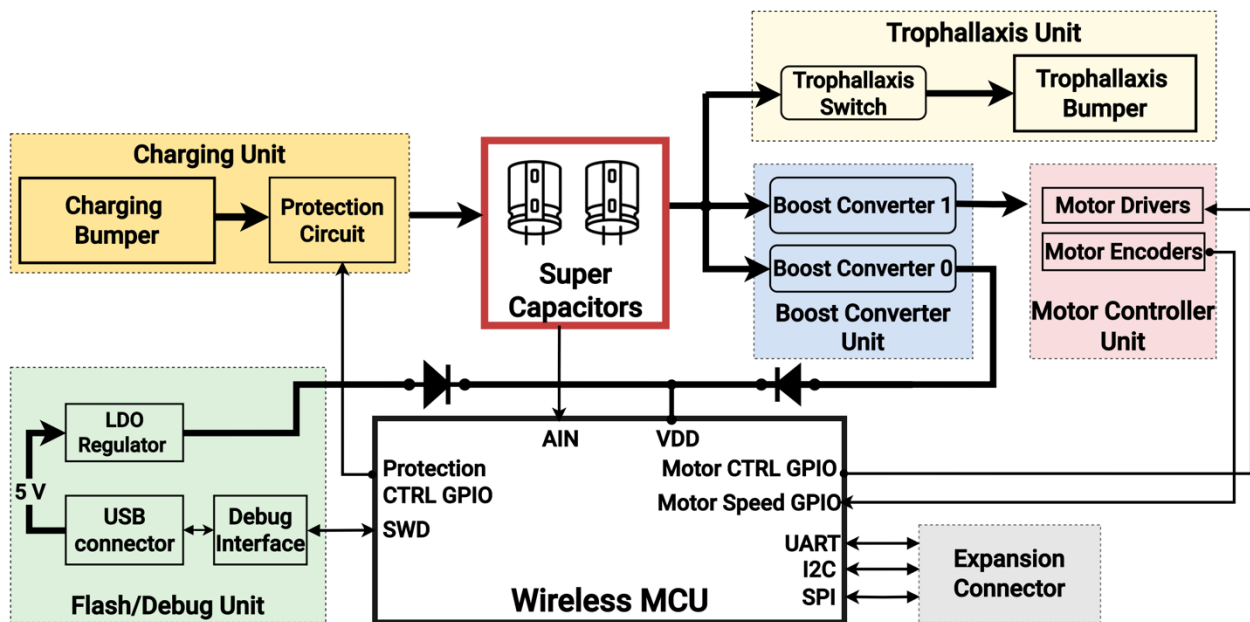 Trophallaxis Unit
Trophallaxis
Switch
Trophallaxis
Bumper
Charging Unit
Charging
Bumper
Protection
Circuit
Super
Capacitors
Boost Converter 1
Boost Converter 0
Boost Converter
Unit
Motor Drivers
Motor Encoders
Motor Controller
Unit
LDO
Regulator
5 V
USB
connector
Debug
Interface
Flash/Debug Unit
AIN
VDD
Protection
CTRL GPIO
SWD
Motor CTRL GPIO
Motor Speed GPIO
UART
I2C
SPI
Wireless MCU
Expansion
Connector